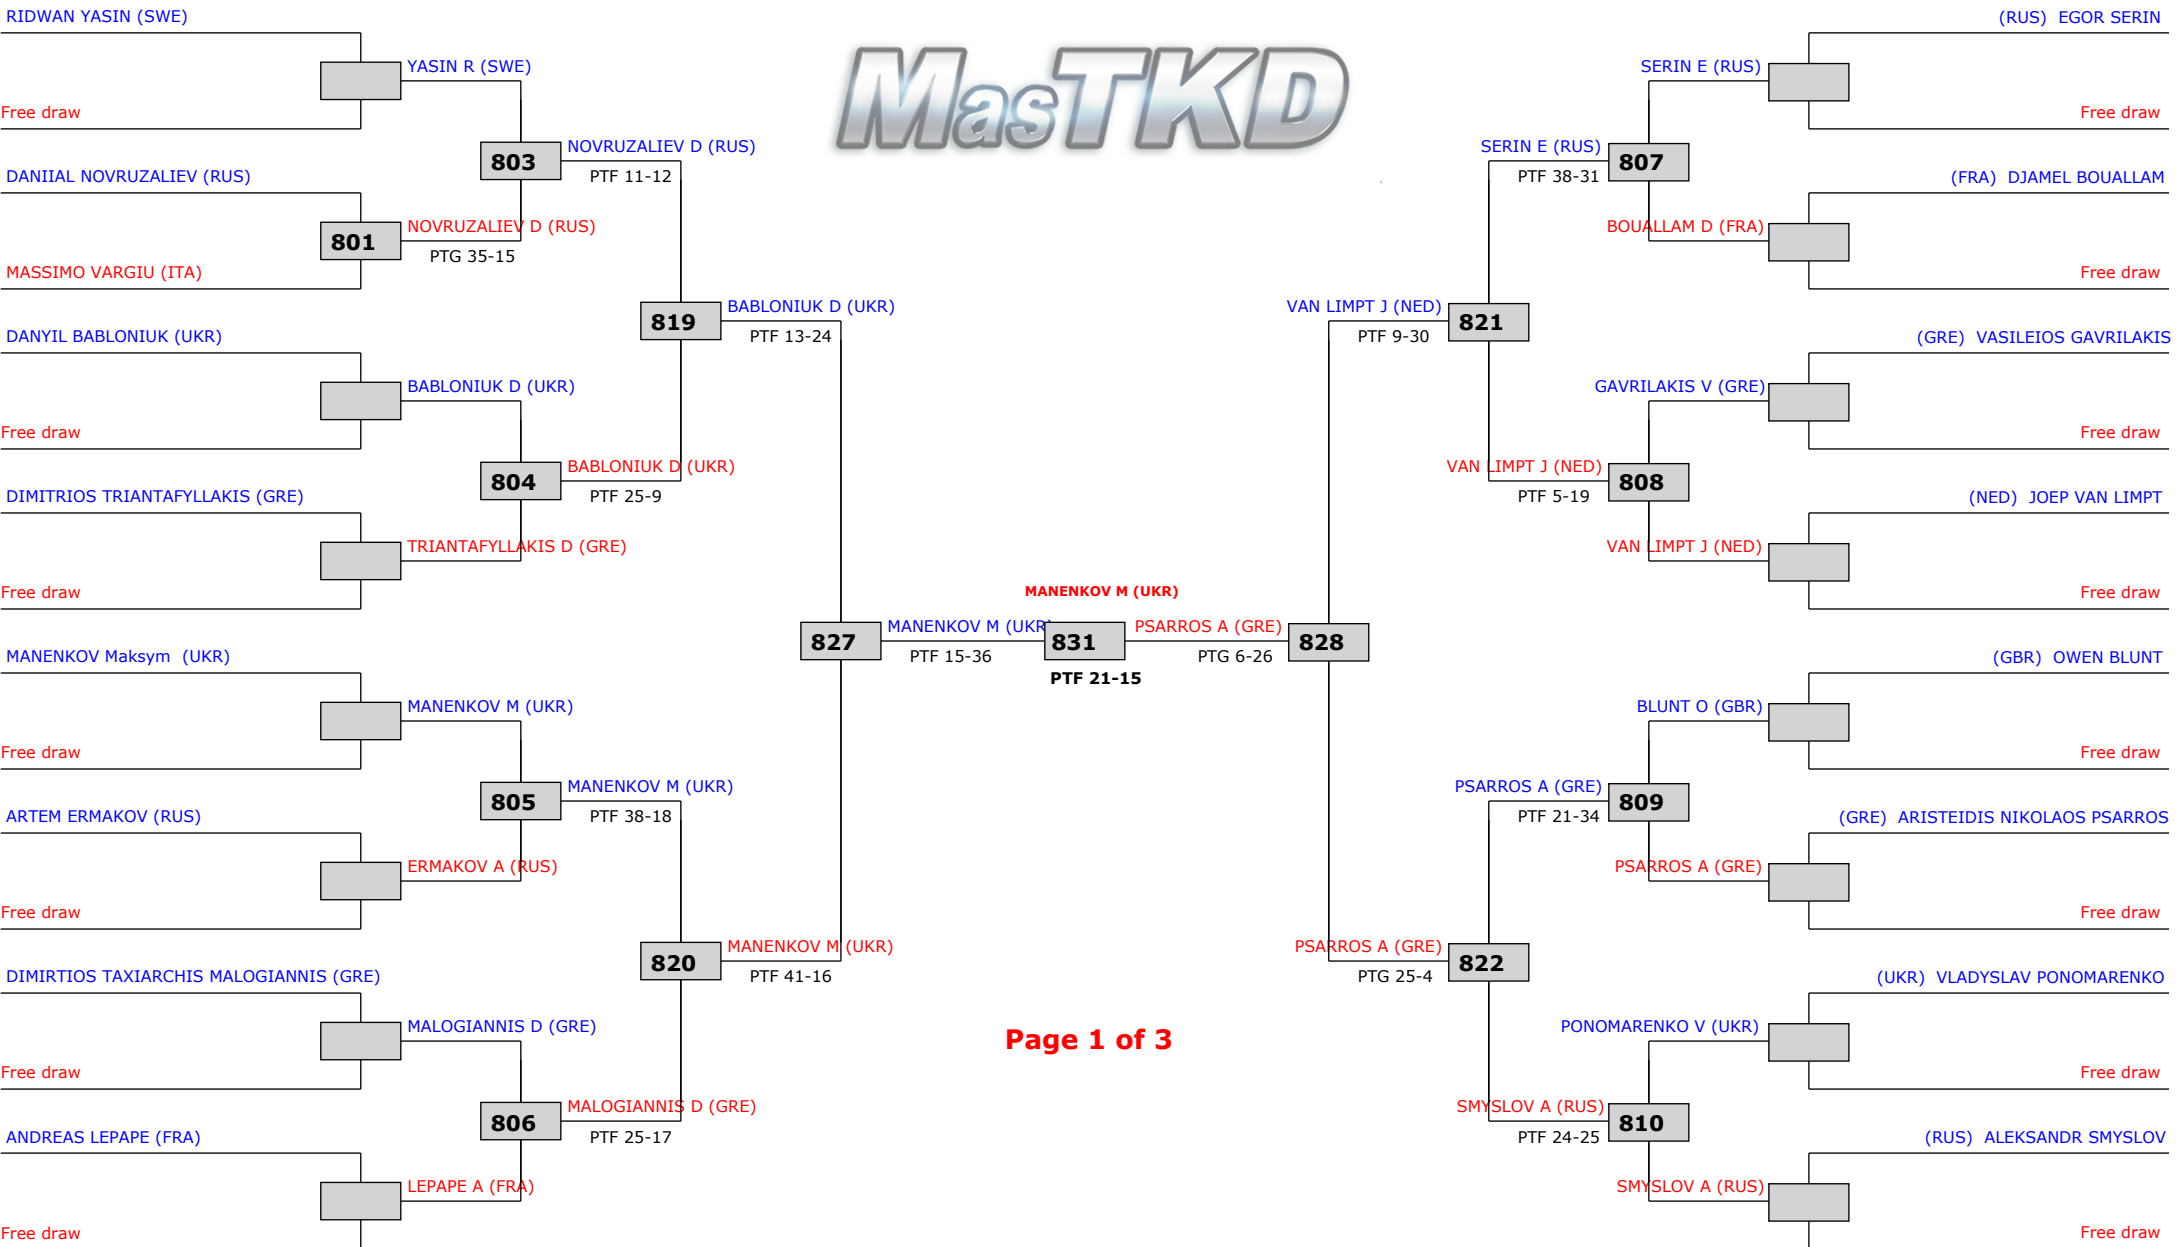 RIDWAN YASIN (SWE)
YASIN R (SWE)
Free draw
803
NOVRUZALIEV D (RUS)
PTF 11-12
DANIIAL NOVRUZALIEV (RUS)
801
NOVRUZALIEV D (RUS)
PTG 35-15
MASSIMO VARGIU (ITA)
819
BABLONIUK D (UKR)
PTF 13-24
DANYIL BABLONIUK (UKR)
BABLONIUK D (UKR)
Free draw
804
BABLONIUK D (UKR)
PTF 25-9
DIMITRIOS TRIANTAFYLLAKIS (GRE)
TRIANTAFYLLAKIS D (GRE)
Free draw
827
MANENKOV M (UKR)
PTF 15-36
MANENKOV Maksym (UKR)
MANENKOV M (UKR)
Free draw
805
MANENKOV M (UKR)
PTF 38-18
ARTEM ERMAKOV (RUS)
ERMAKOV A (RUS)
Free draw
820
MANENKOV M (UKR)
PTF 41-16
DIMIRTIOS TAXIARCHIS MALOGIANNIS (GRE)
MALOGIANNIS D (GRE)
Free draw
806
MALOGIANNIS D (GRE)
PTF 25-17
ANDREAS LEPAPE (FRA)
LEPAPE A (FRA)
Free draw
MasTKD
MANENKOV M (UKR)
831
PTF 21-15
Page 1 of 3
(RUS) EGOR SERIN
SERIN E (RUS)
Free draw
SERIN E (RUS)
807
PTF 38-31
(FRA) DJAMEL BOUALLAM
BOUALLAM D (FRA)
Free draw
VAN LIMPT J (NED)
821
PTF 9-30
(GRE) VASILEIOS GAVRILAKIS
GAVRILAKIS V (GRE)
Free draw
VAN LIMPT J (NED)
808
PTF 5-19
(NED) JOEP VAN LIMPT
VAN LIMPT J (NED)
Free draw
PSARROS A (GRE)
828
PTG 6-26
(GBR) OWEN BLUNT
BLUNT O (GBR)
Free draw
PSARROS A (GRE)
809
PTF 21-34
(GRE) ARISTEIDIS NIKOLAOS PSARROS
PSARROS A (GRE)
Free draw
PSARROS A (GRE)
822
PTG 25-4
(UKR) VLADYSLAV PONOMARENKO
PONOMARENKO V (UKR)
Free draw
SMYSLOV A (RUS)
810
PTF 24-25
(RUS) ALEKSANDR SMYSLOV
SMYSLOV A (RUS)
Free draw